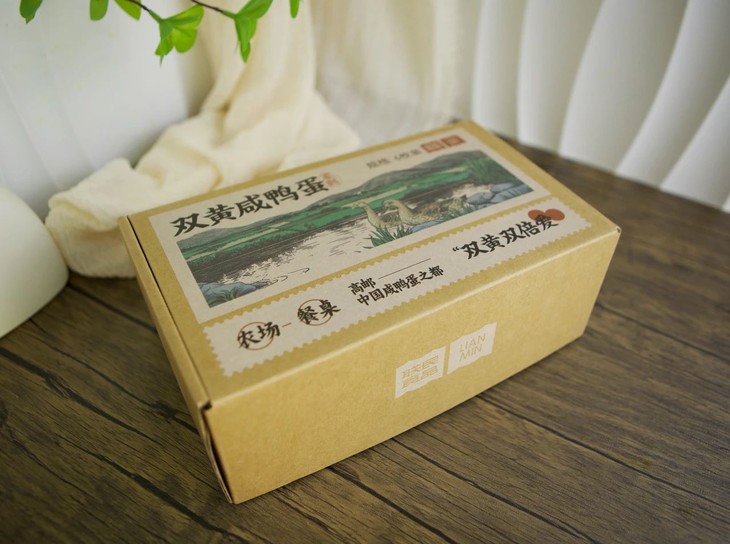 双黄咸鸭蛋
双黄双倍爱
高邮
中国咸鸭蛋之都
农场 - 餐桌
LIAN
MIN